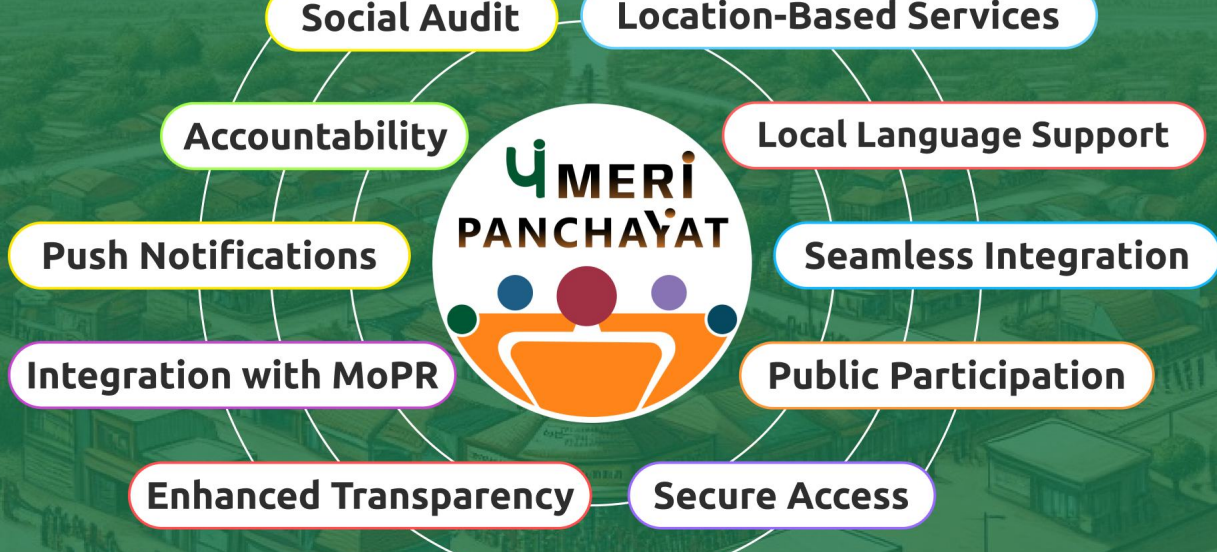 Social Audit
Location-Based Services
Accountability
Local Language Support
MERI
PANCHAYAT
Push Notifications
Seamless Integration
Integration with MoPR
Public Participation
Enhanced Transparency
Secure Access